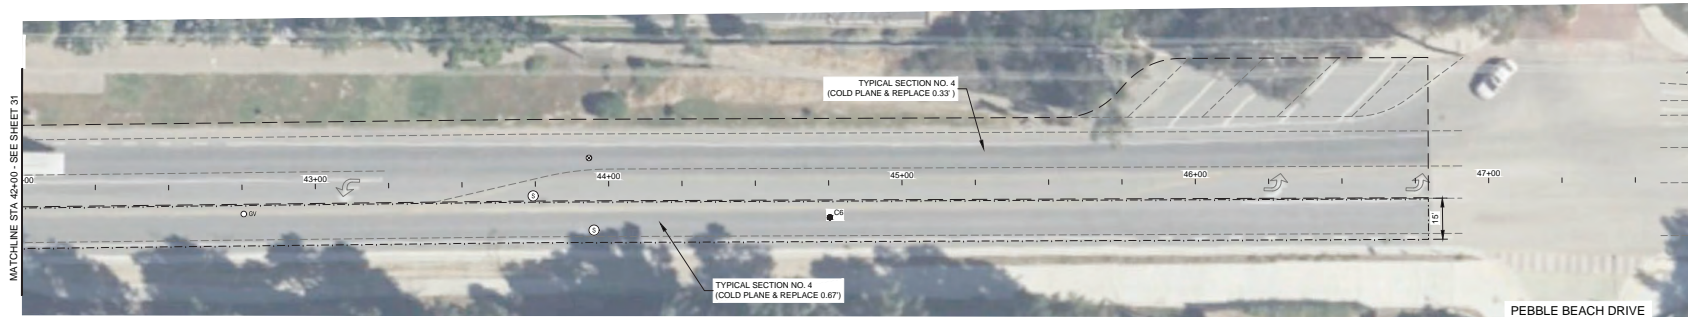 MATCHLINE STA 42+00 - SEE SHEET 31
TYPICAL SECTION NO. 4
(COLD PLANE & REPLACE 0.33')
00
43+00
44+00
45+00
46+00
47+00
S
GV
S
C6
15'
TYPICAL SECTION NO. 4
(COLD PLANE & REPLACE 0.67')
PEBBLE BEACH DRIVE